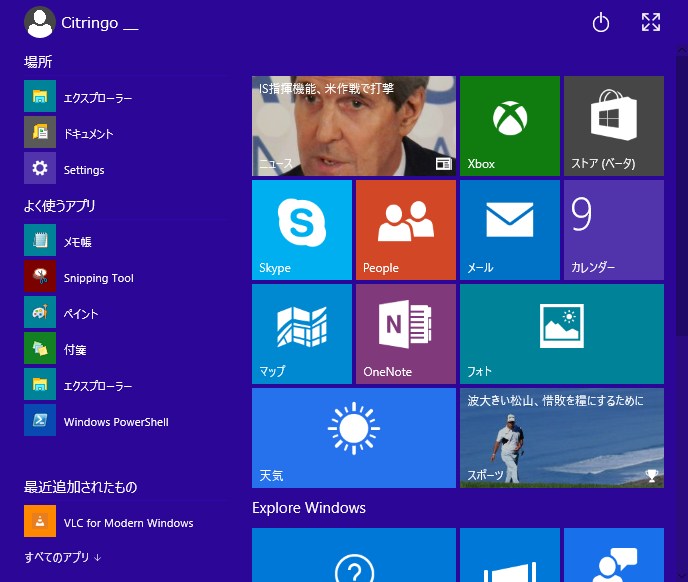 Citringo __
場所
エクスプローラー
ドキュメント
Settings
よく使うアプリ
メモ帳
Snipping Tool
ペイント
付箋
エクスプローラー
Windows PowerShell
最近追加されたもの
VLC for Modern Windows
すべてのアプリ ↓
IS指揮機能、米作戦で打撃
ニュース
Xbox
ストア (ベータ)
Skype
People
メール
9
カレンダー
マップ
OneNote
フォト
天気
波大きい松山、惜敗を糧にするために
スポーツ
Explore Windows